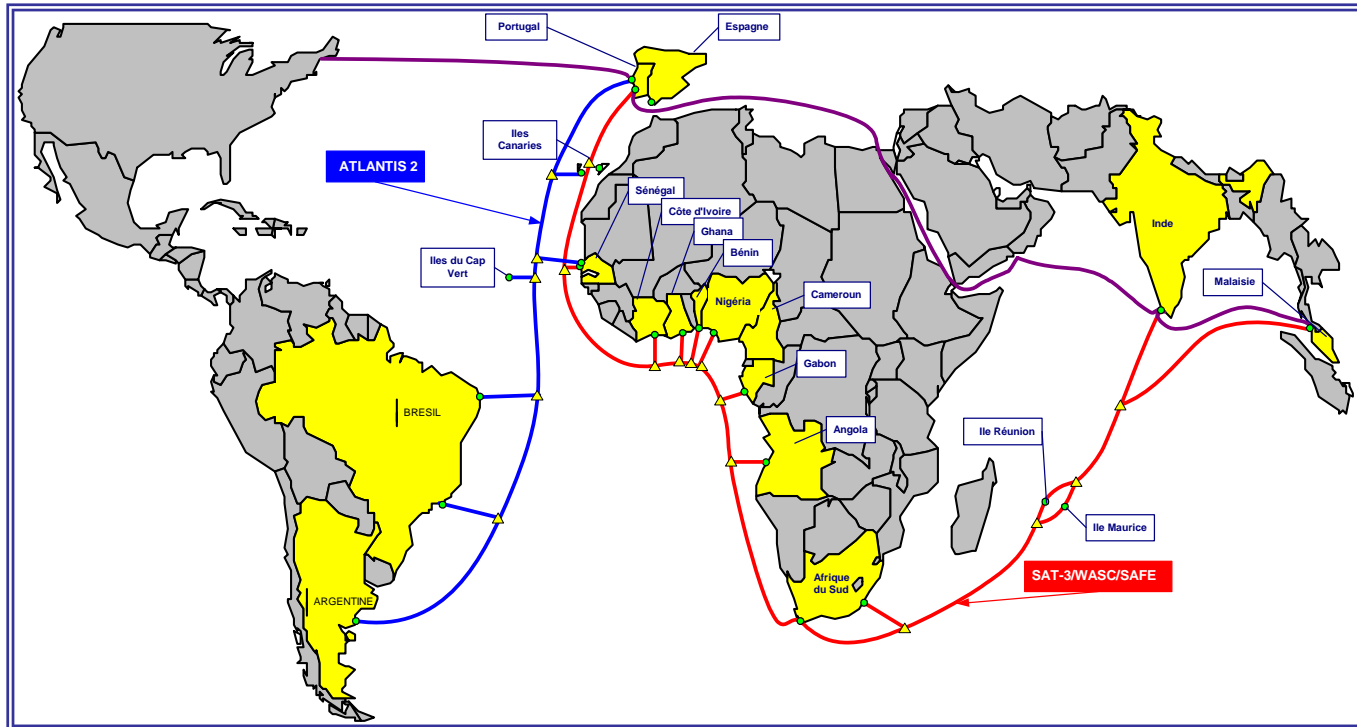 Portugal
Espagne
Iles
Canaries
ATLANTIS 2
Sénégal
Côte d'Ivoire
Ghana
Bénin
Inde
Iles du Cap
Vert
Nigéria
Cameroun
Malaisie
Gabon
BRESIL
Angola
Ile Réunion
Ile Maurice
Afrique
du Sud
SAT-3/WASC/SAFE
ARGENTINE